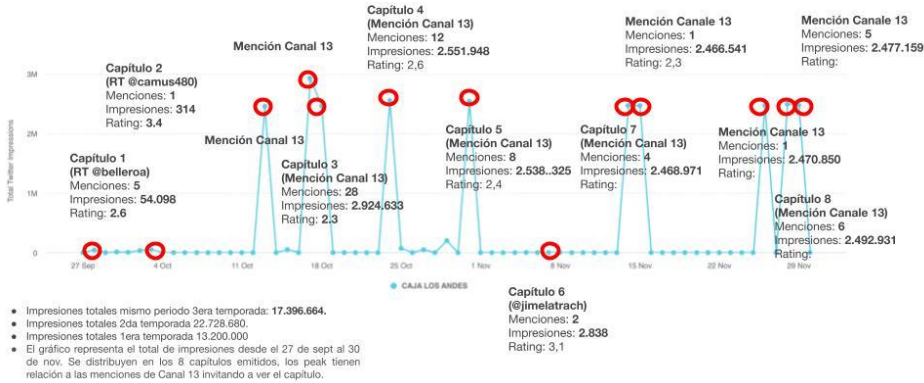 Capítulo 4
(Mención Canal 13)
Menciones: 12
Impresiones: 2.551.948
Rating: 2,6
Mención Canale 13
Menciones: 1
Impresiones: 2.466.541
Rating: 2,3
Mención Canale 13
Menciones: 5
Impresiones: 2.477.159
Rating:
Mención Canal 13
Capítulo 2
(RT @camus480)
Menciones: 1
Impresiones: 314
Rating: 3.4
Mención Canal 13
Capítulo 1
(RT @belleroa)
Menciones: 5
Impresiones: 54.098
Rating: 2.6
Capítulo 3
(Mención Canal 13)
Menciones: 28
Impresiones: 2.924.633
Rating: 2.3
Capítulo 5
(Mención Canal 13)
Menciones: 8
Impresiones: 2.538..325
Rating: 2,4
Capítulo 7
(Mención Canal 13)
Menciones: 4
Impresiones: 2.468.971
Rating:
Mención Canale 13
Menciones: 1
Impresiones: 2.470.850
Rating:
Capítulo 8
(Mención Canale 13)
Menciones: 6
Impresiones: 2.492.931
Rating:
Total Twitter Impressions
3M
2M
1M
0
27 Sep
4 Oct
11 Oct
18 Oct
25 Oct
1 Nov
8 Nov
15 Nov
22 Nov
29 Nov
CAJA LOS ANDES
Capítulo 6
(@jimelatrach)
Menciones: 2
Impresiones: 2.838
Rating: 3,1
• Impresiones totales mismo periodo 3era temporada: 17.396.664.
• Impresiones totales 2da temporada 22.728.680.
• Impresiones totales 1era temporada 13.200.000
• El gráfico representa el total de impresiones desde el 27 de sept al 30
de nov. Se distribuyen en los 8 capítulos emitidos, los peak tienen
relación a las menciones de Canal 13 invitando a ver el capítulo.